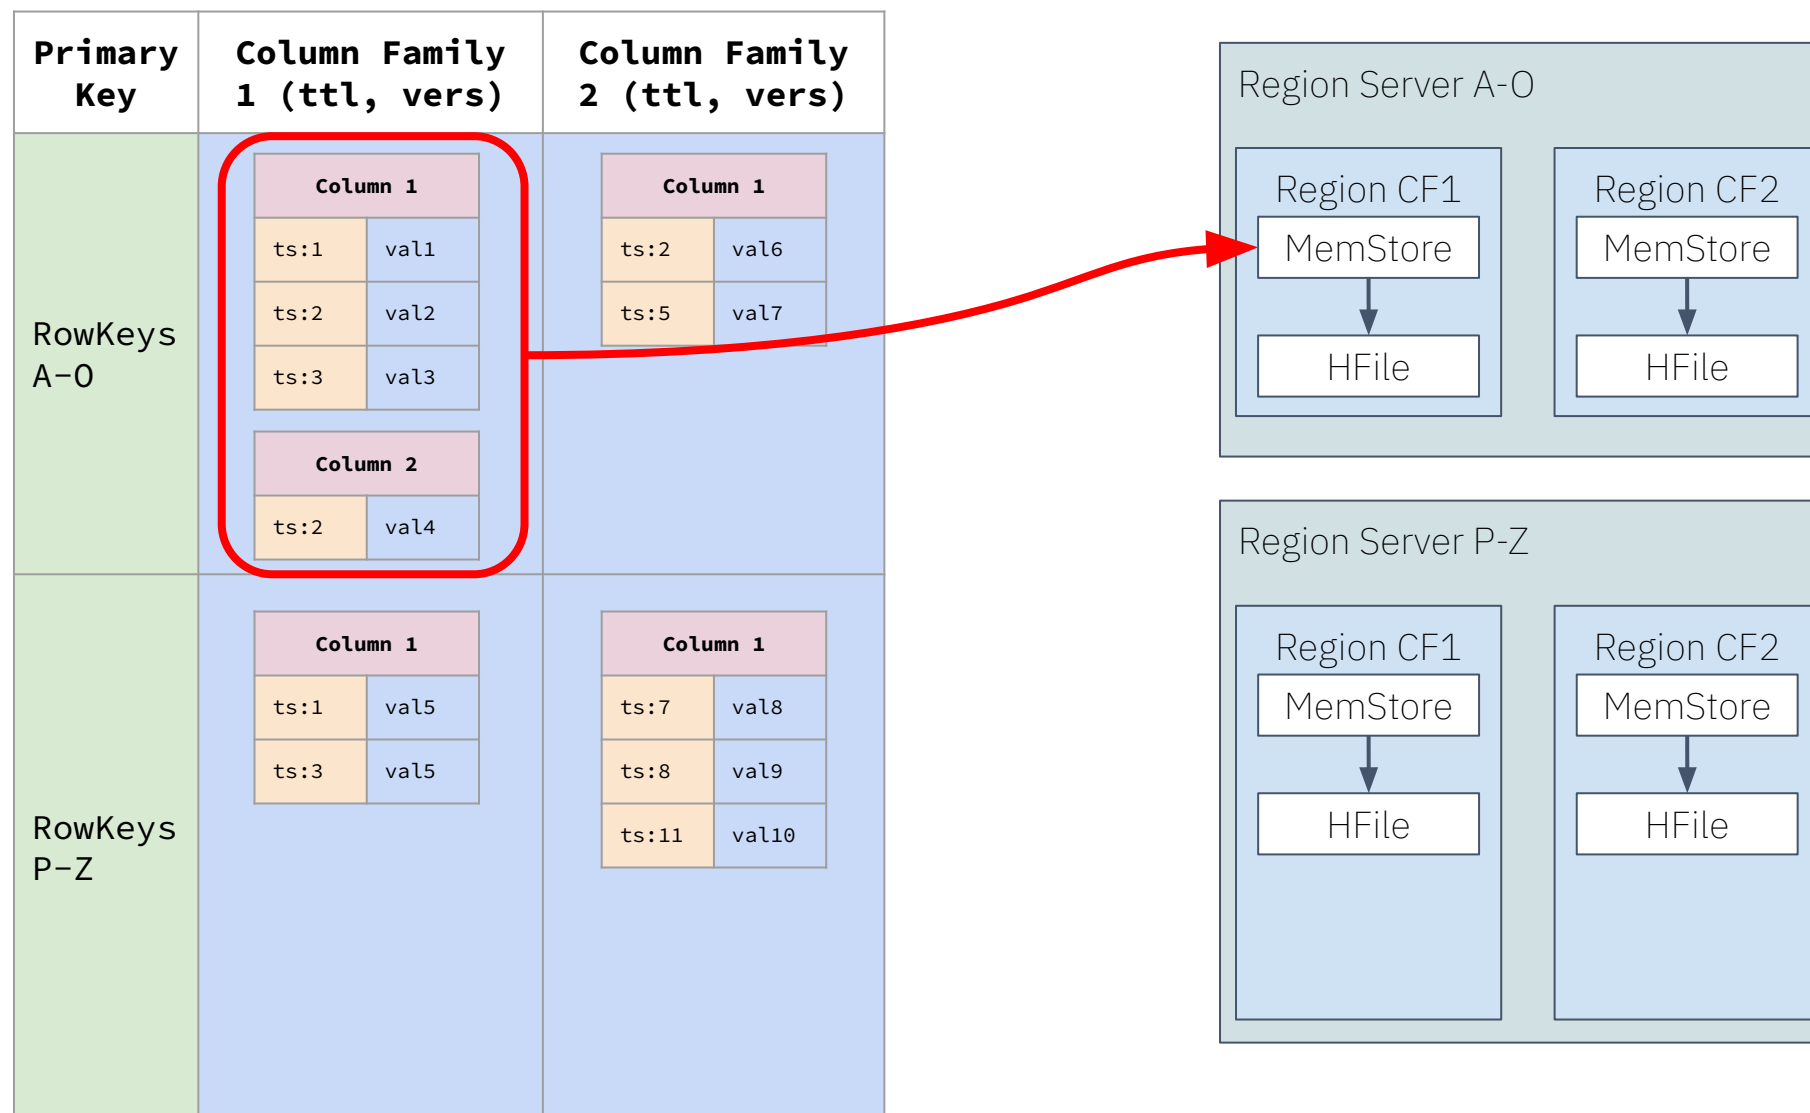 Primary
Key
Column Family
1 (ttl, vers)
Column Family
2 (ttl, vers)
RowKeys
A-O
Column 1
ts:1 val1
ts:2 val2
ts:3 val3
Column 2
ts:2 val4
Column 1
ts:2 val6
ts:5 val7
RowKeys
P-Z
Column 1
ts:1 val5
ts:3 val5
Column 1
ts:7 val8
ts:8 val9
ts:11 val10
Region Server A-O
Region CF1
MemStore
HFile
Region CF2
MemStore
HFile
Region Server P-Z
Region CF1
MemStore
HFile
Region CF2
MemStore
HFile